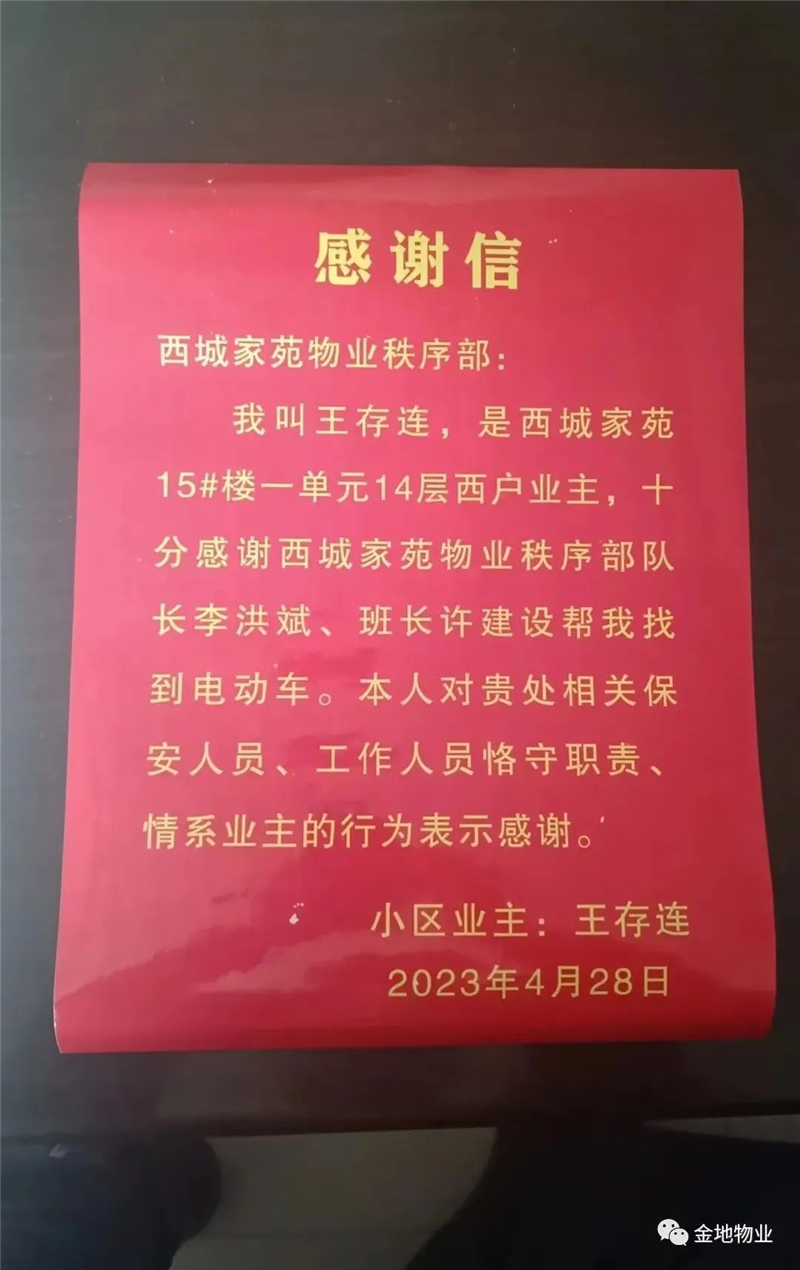 感谢信
西城家苑物业秩序部：
我叫王存连，是西城家苑
15#楼一单元14层西户业主，十
分感谢西城家苑物业秩序部队
长李洪斌、班长许建设帮我找
到电动车。本人对贵处相关保
安人员、工作人员恪守职责、
情系业主的行为表示感谢。
小区业主：王存连
2023年4月28日
金地物业